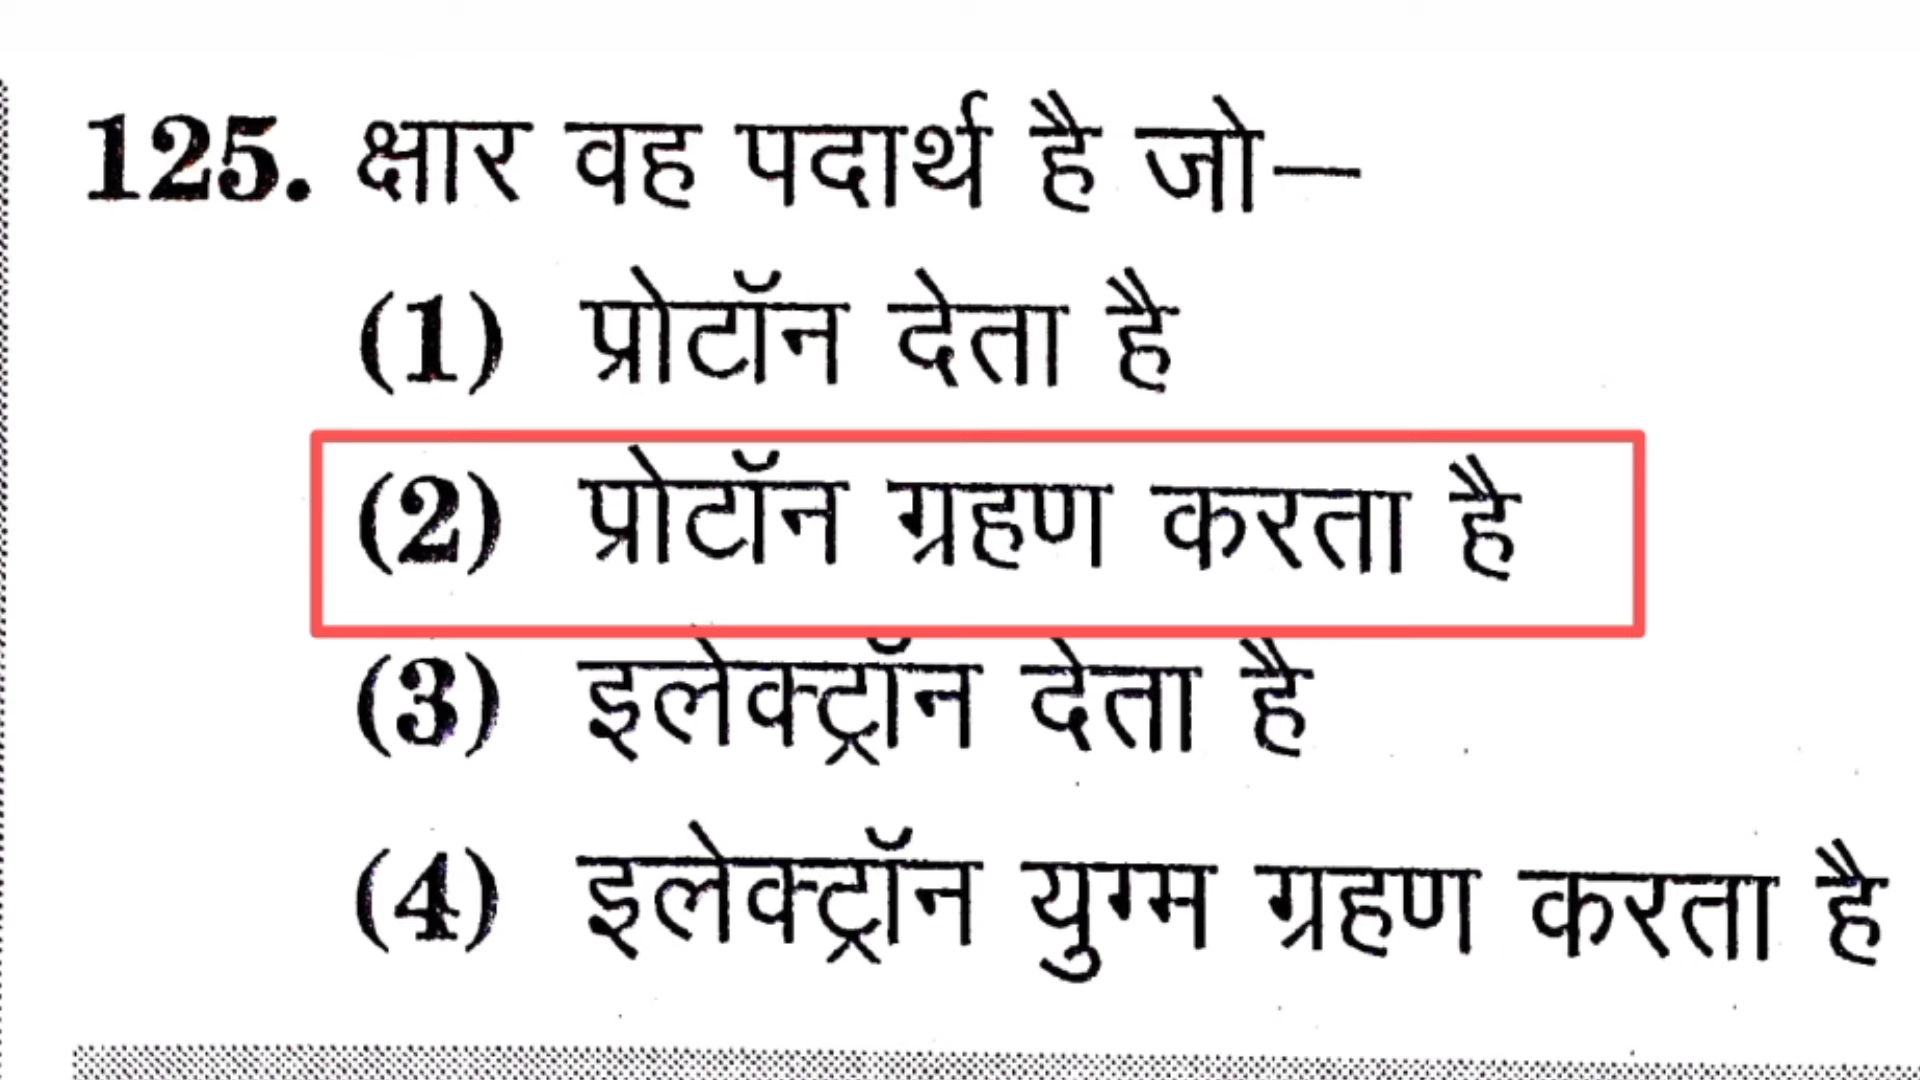 125. क्षार वह पदार्थ है जो—
(1) प्रोटॉन देता है
(2) प्रोटॉन ग्रहण करता है
(3) इलेक्ट्रॉन देता है
(4) इलेक्ट्रॉन युग्म ग्रहण करता है